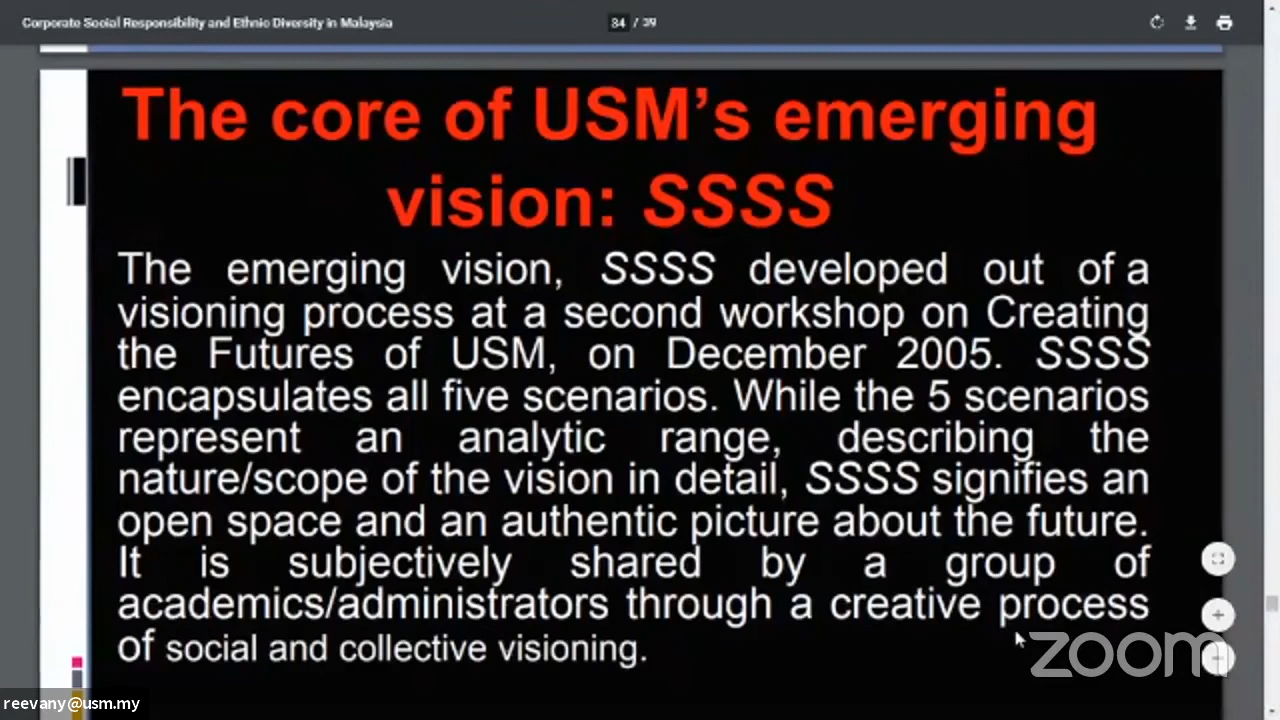 Corporate Social Responsibility and Ethnic Diversity in Malaysia
34 / 39
The core of USM’s emerging
vision: SSSS
The emerging vision, SSSS developed out of a
visioning process at a second workshop on Creating
the Futures of USM, on December 2005. SSSS
encapsulates all five scenarios. While the 5 scenarios
represent an analytic range, describing the
nature/scope of the vision in detail, SSSS signifies an
open space and an authentic picture about the future.
It is subjectively shared by a group of
academics/administrators through a creative process
of social and collective visioning.
zoom
reevany@usm.my